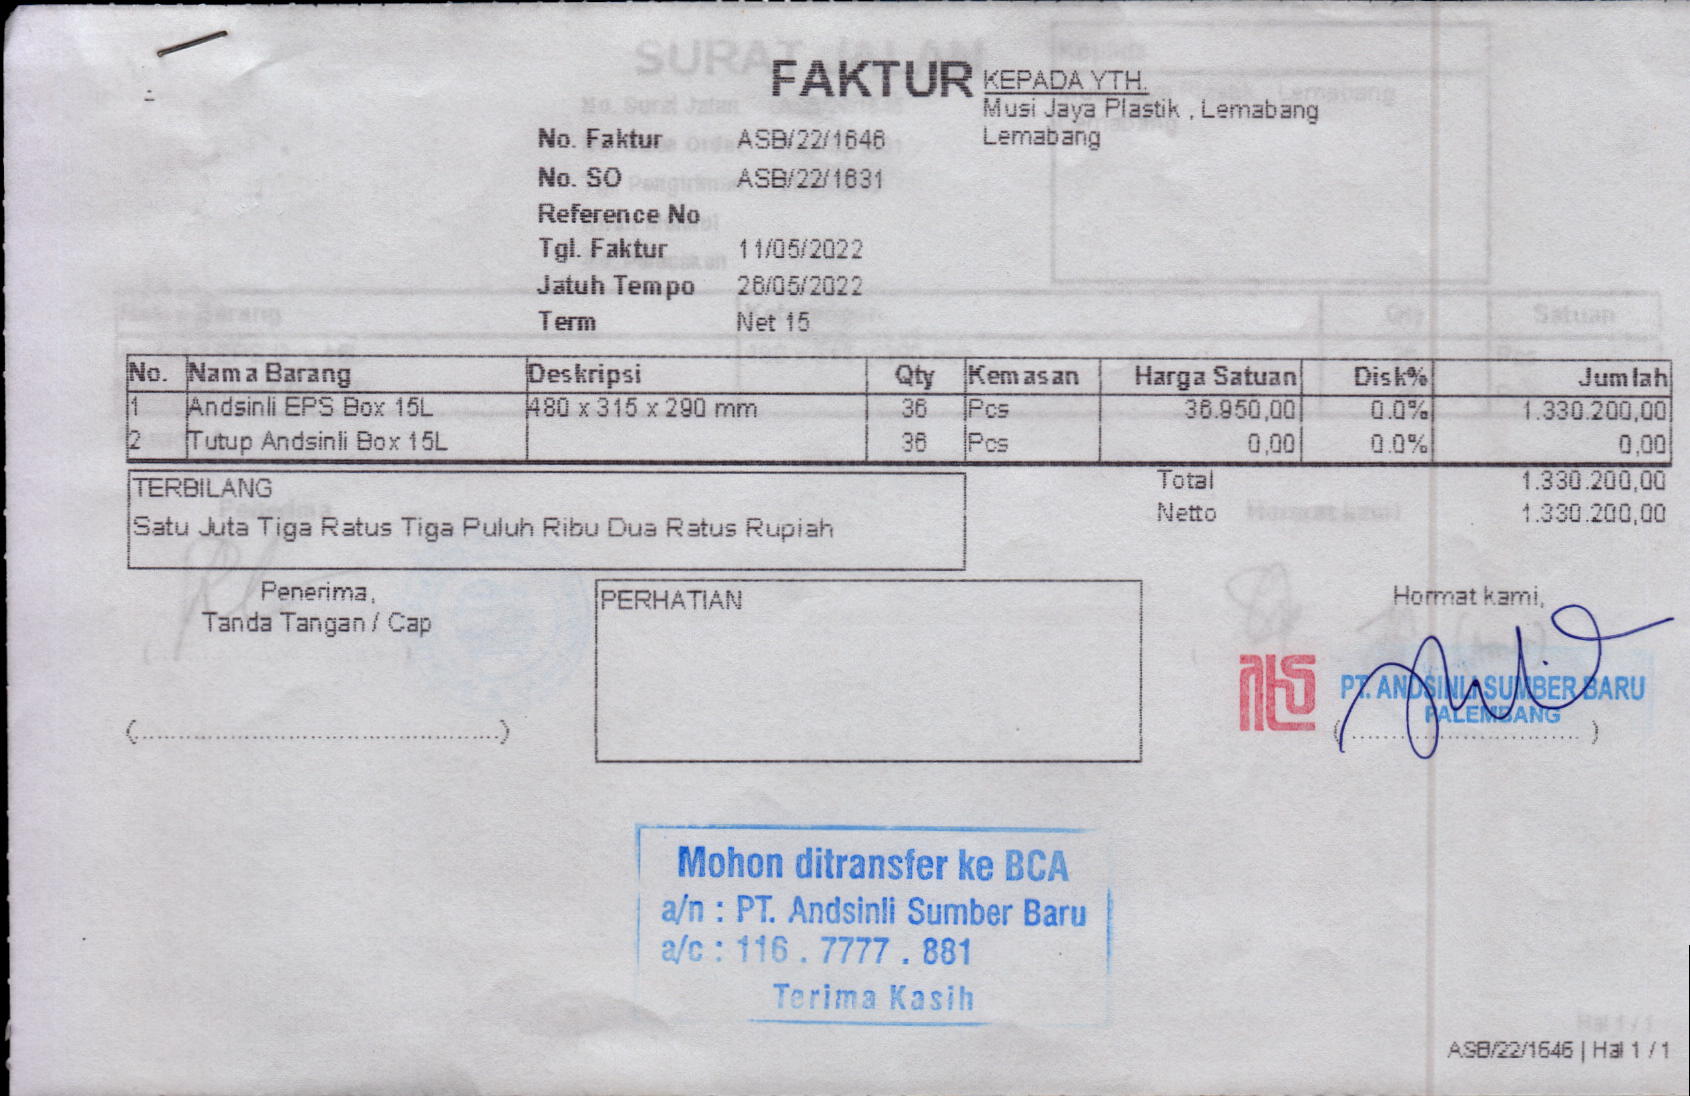 FAKTUR
KEPADA YTH.
Musi Jaya Plastik , Lemabang
Lemabang
No. Faktur ASB/22/1646
No. SO ASB/22/1631
Reference No
Tgl. Faktur 11/05/2022
Jatuh Tempo 26/05/2022
Term Net 15
No. Nama Barang Deskripsi Qty Kemasan Harga Satuan Disk% Jumlah
1 Andsinli EPS Box 15L 480 x 315 x 290 mm 36 Pcs 36.950,00 0.0% 1.330.200,00
2 Tutup Andsinli Box 15L 36 Pcs 0,00 0.0% 0,00
Total 1.330.200,00
Netto 1.330.200,00
TERBILANG
Satu Juta Tiga Ratus Tiga Puluh Ribu Dua Ratus Rupiah
Penerima,
Tanda Tangan / Cap
(..............................................)
PERHATIAN
Hormat kami,
PT. ANDSINLI SUMBER BARU
PALEMBANG
(..............................)
Mohon ditransfer ke BCA
a/n : PT. Andsinli Sumber Baru
a/c : 116 . 7777 . 881
Terima Kasih
Hal 1 / 1
ASB/22/1646 | Hal 1 / 1
SURAT JALAN